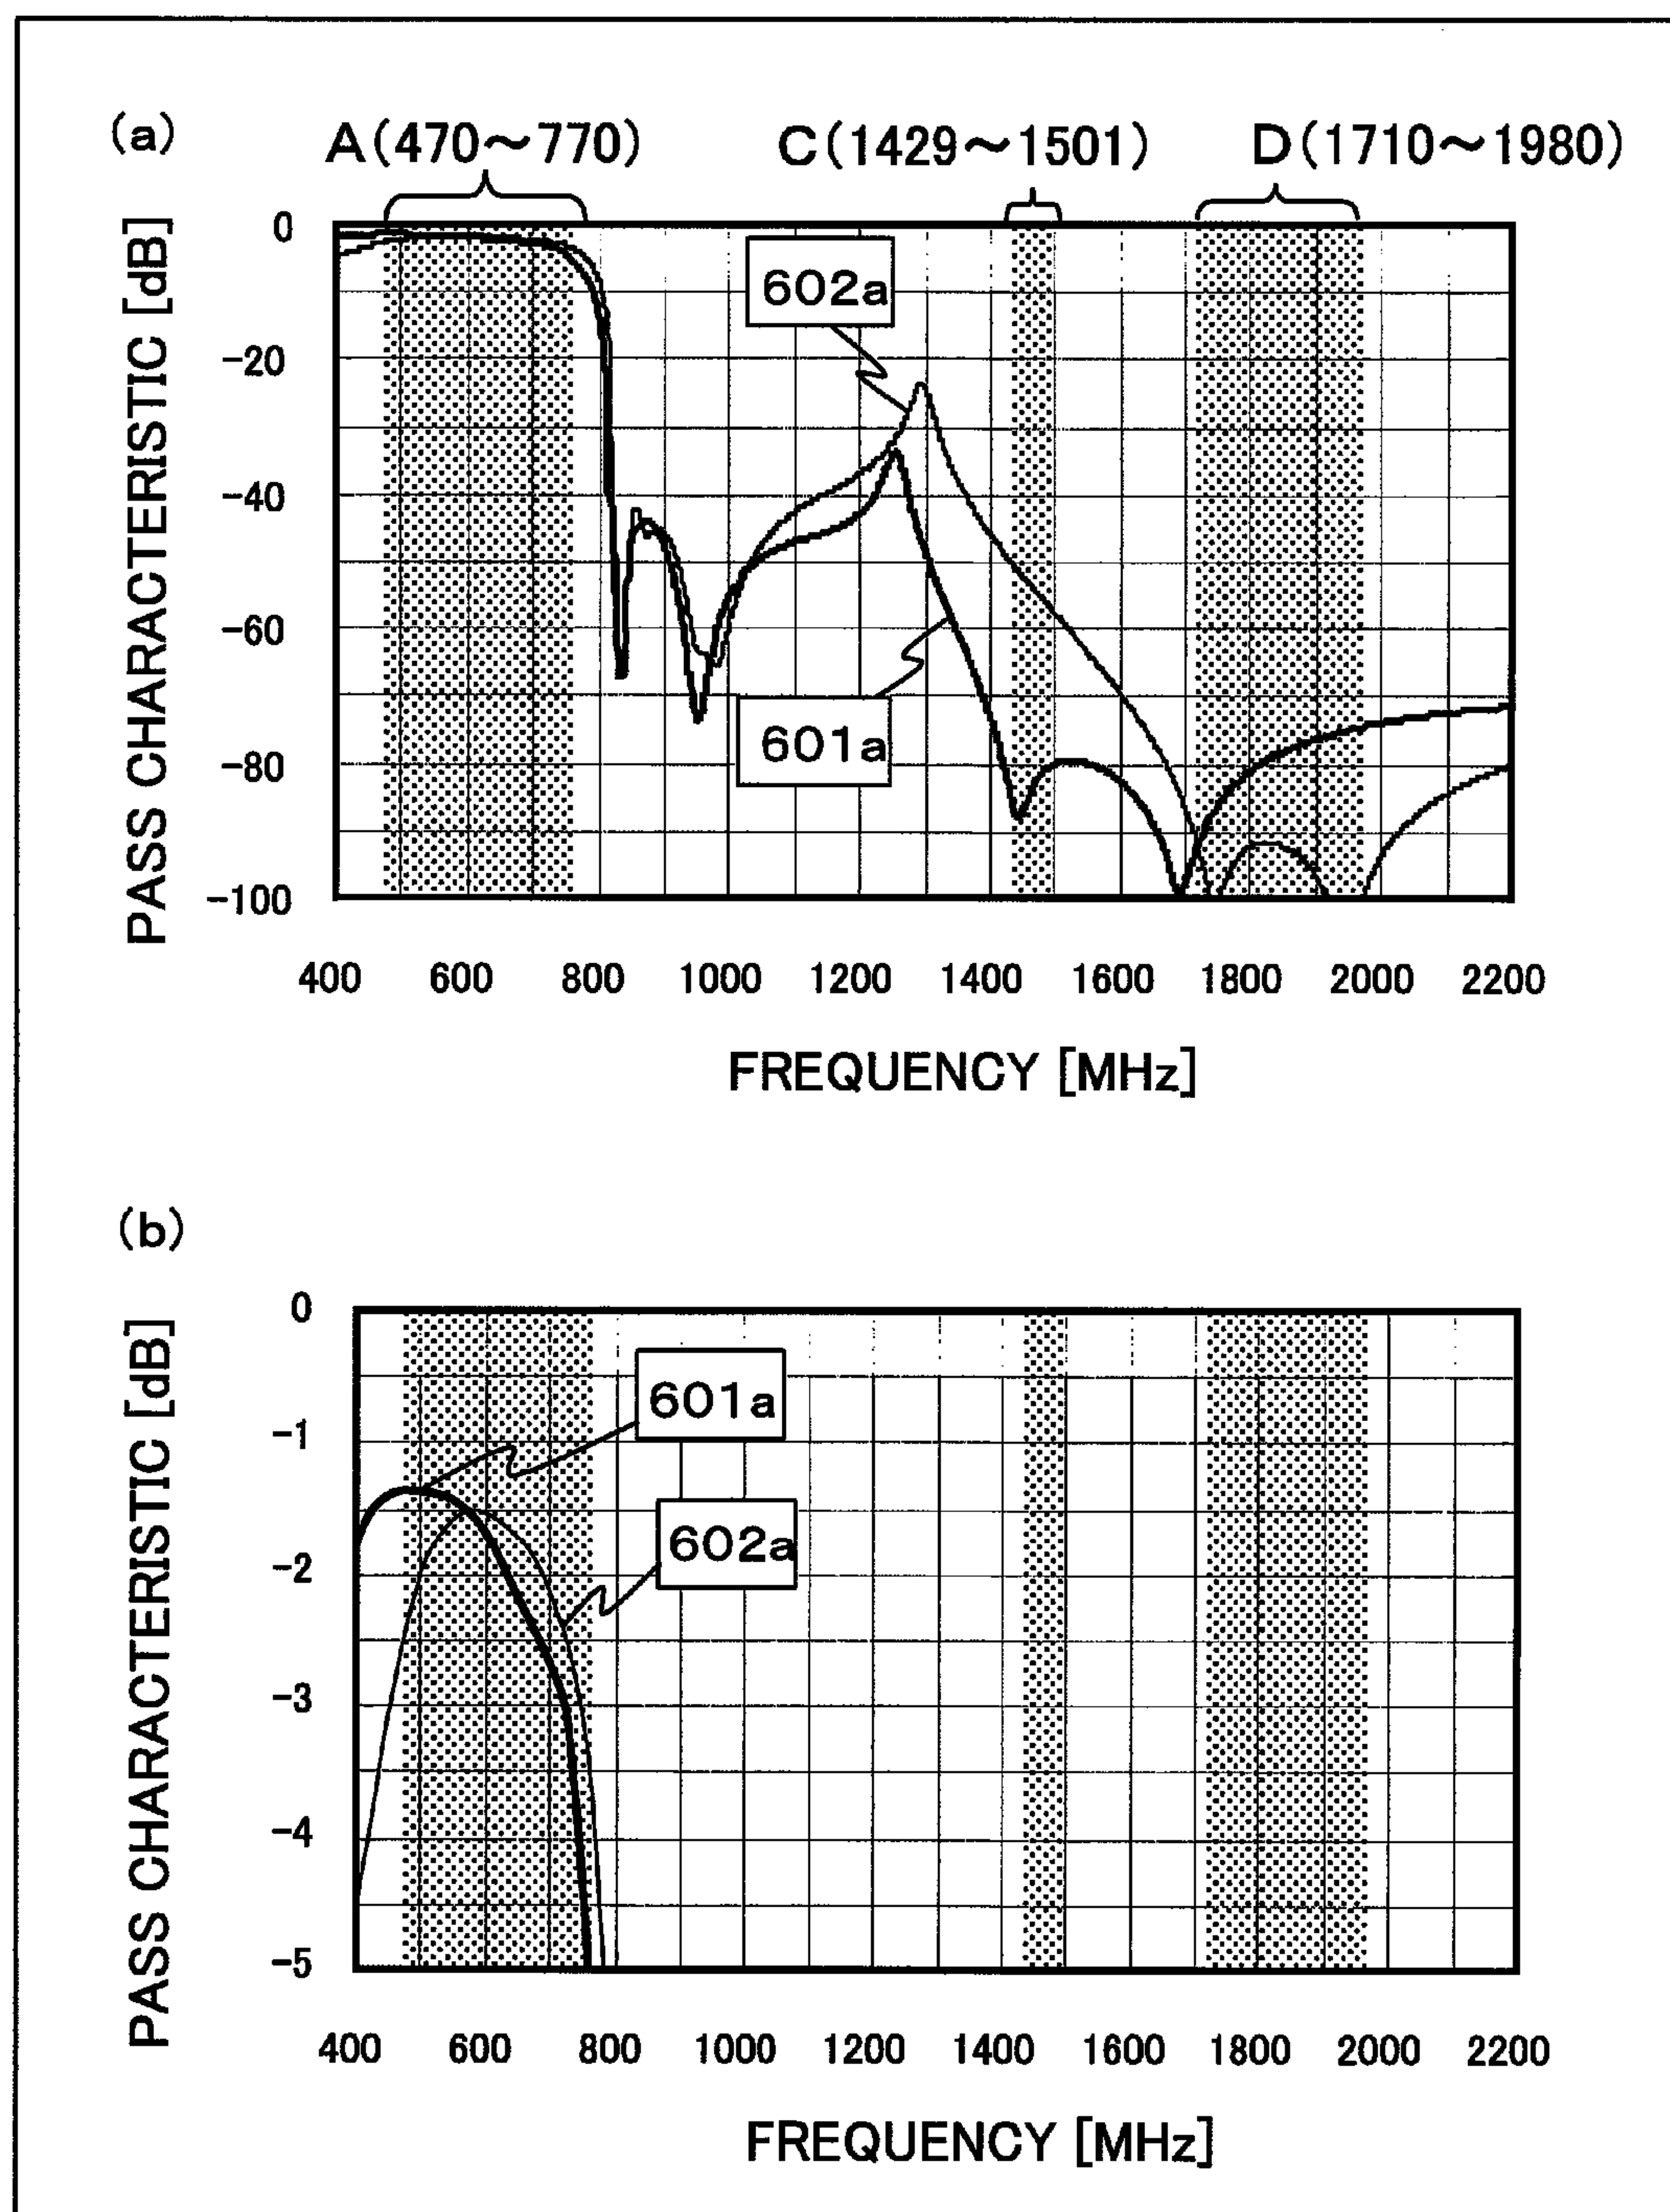 (a)
A(470～770) C(1429～1501) D(1710～1980)
PASS CHARACTERISTIC [dB]
0
-20
-40
-60
-80
-100
602a
601a
400 600 800 1000 1200 1400 1600 1800 2000 2200
FREQUENCY [MHz]
(b)
PASS CHARACTERISTIC [dB]
0
-1
-2
-3
-4
-5
601a
602a
400 600 800 1000 1200 1400 1600 1800 2000 2200
FREQUENCY [MHz]